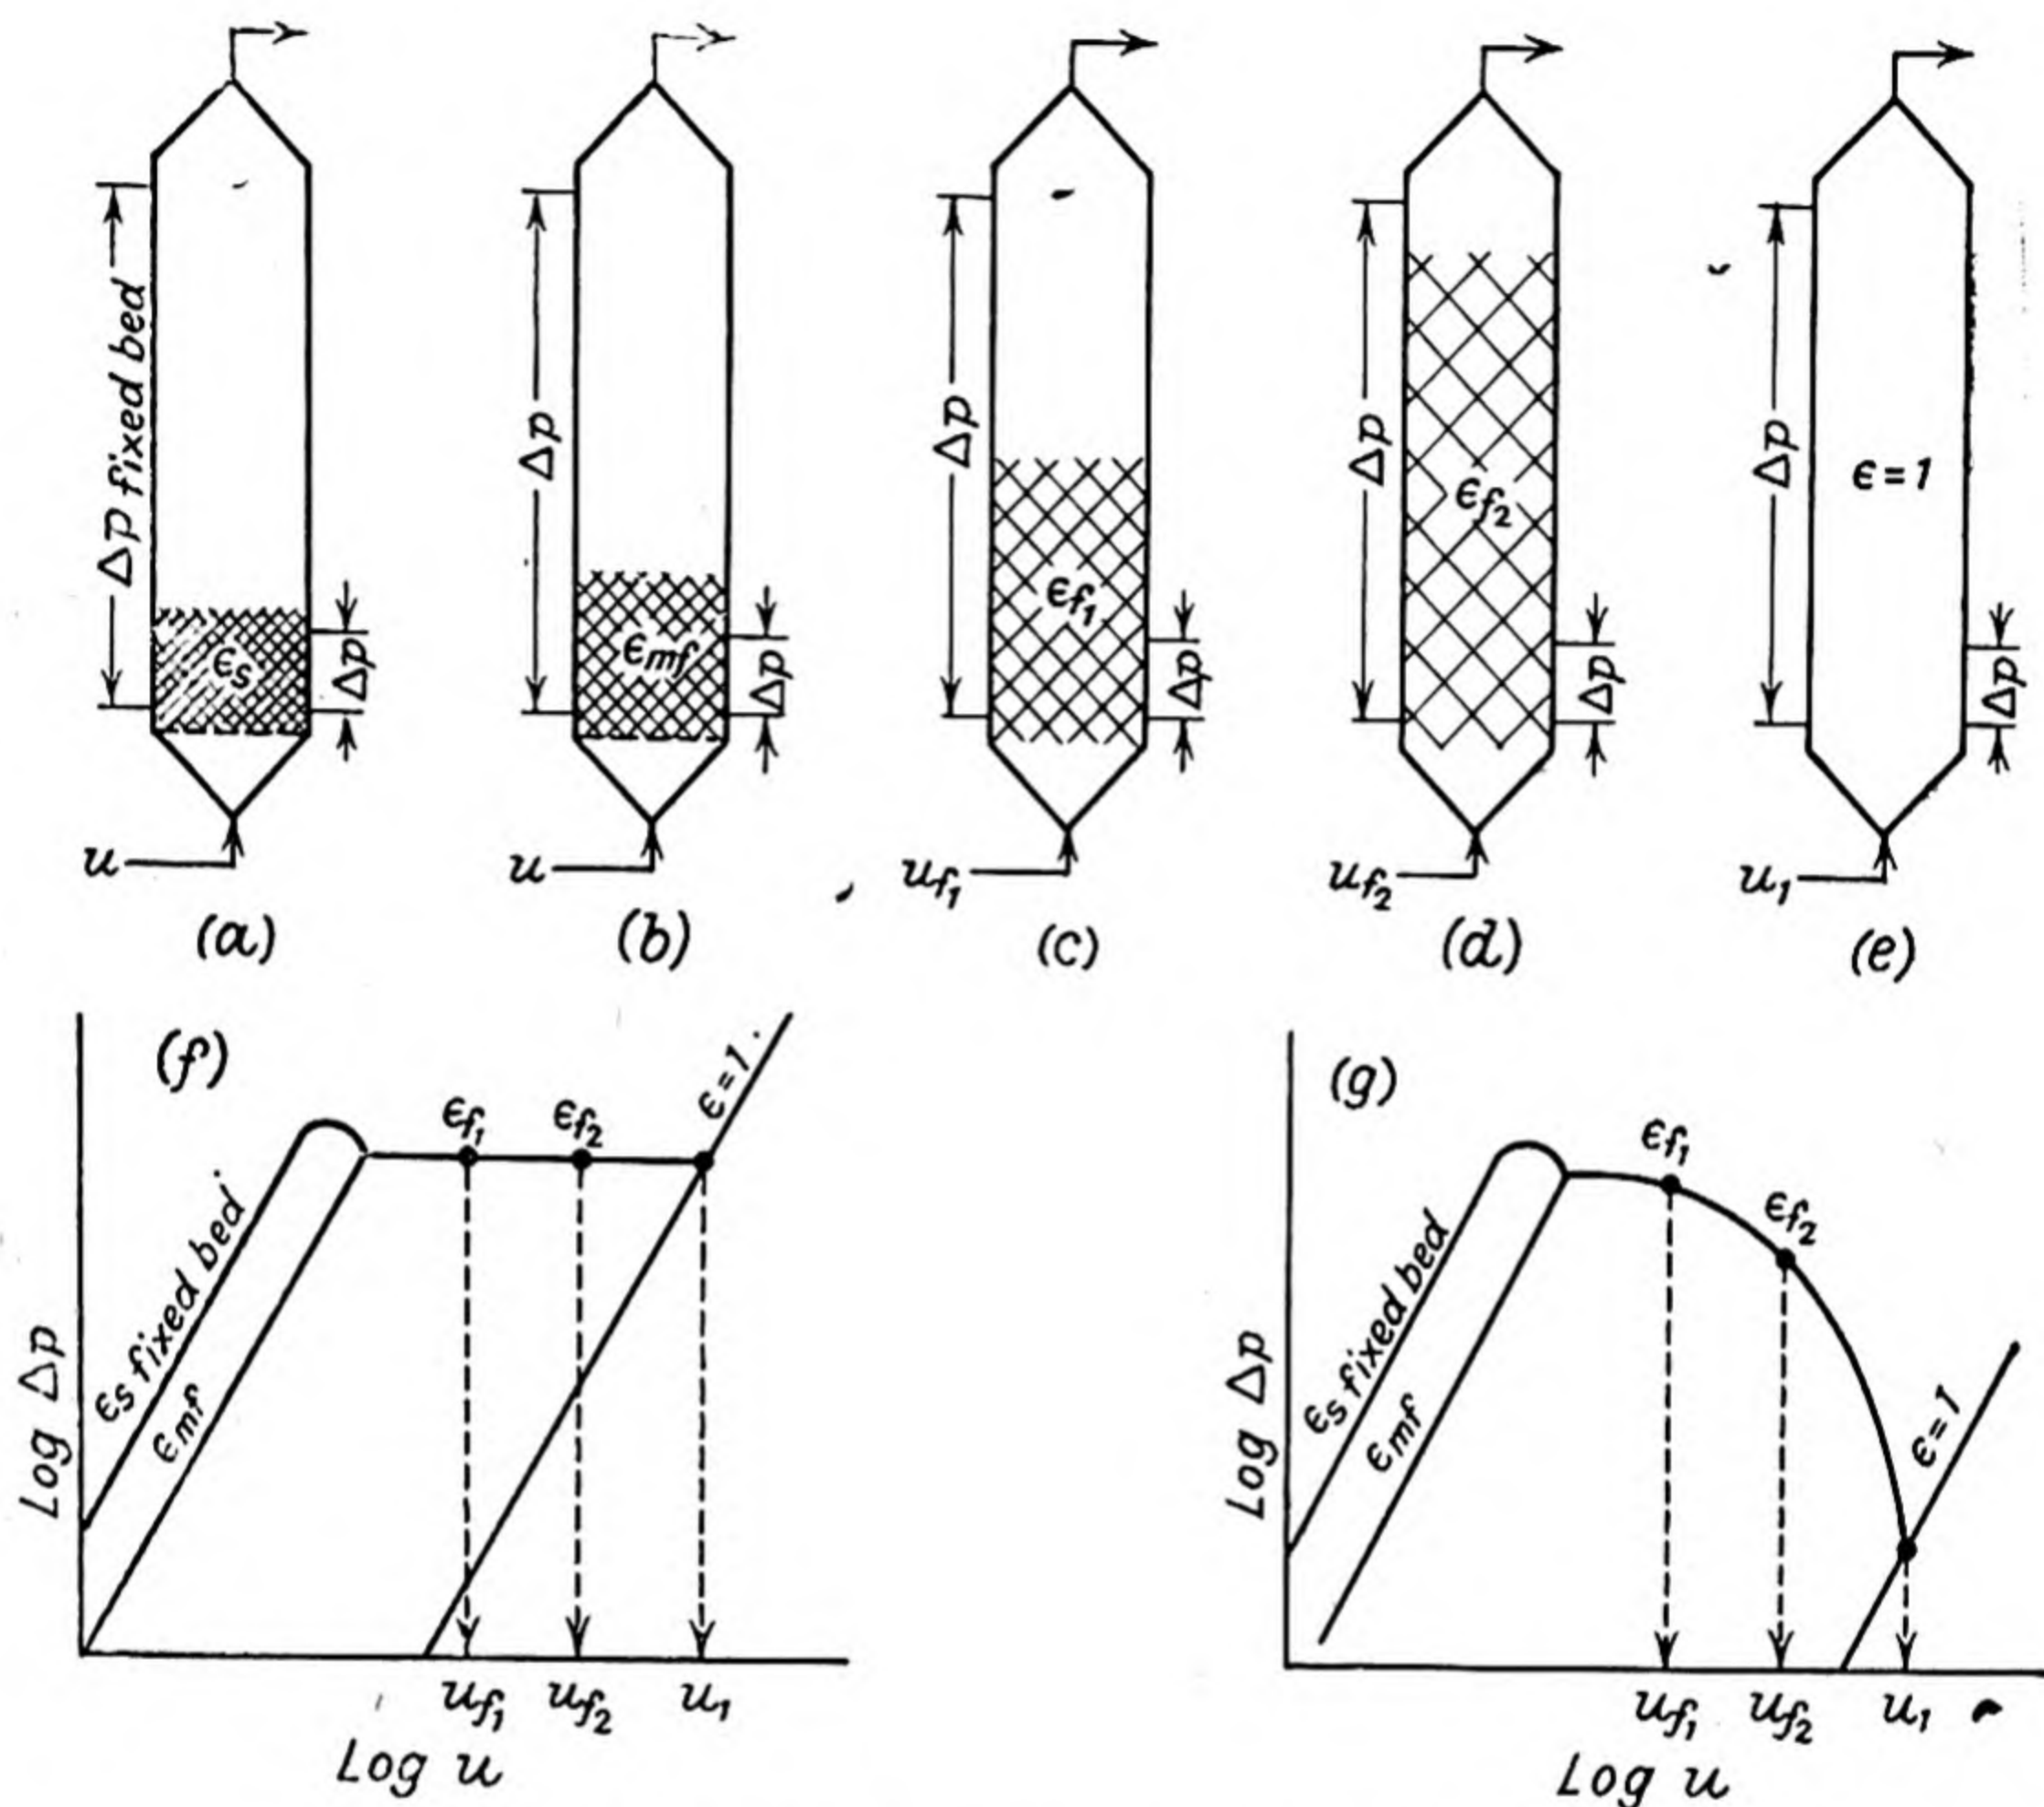 Δp fixed bed
ϵs
Δp
u
(a)
Δp
ϵmf
Δp
u
(b)
Δp
ϵf₁
Δp
uf₁
(c)
Δp
ϵf₂
Δp
uf₂
(d)
Δp
ϵ=1
Δp
u₁
(e)
(f)
ϵf₁
ϵf₂
ϵ=1
ϵs fixed bed
ϵmf
Log Δp
uf₁
uf₂
u₁
Log u
(g)
ϵf₁
ϵf₂
ϵs fixed bed
ϵmf
ϵ=1
Log Δp
uf₁
uf₂
u₁
Log u